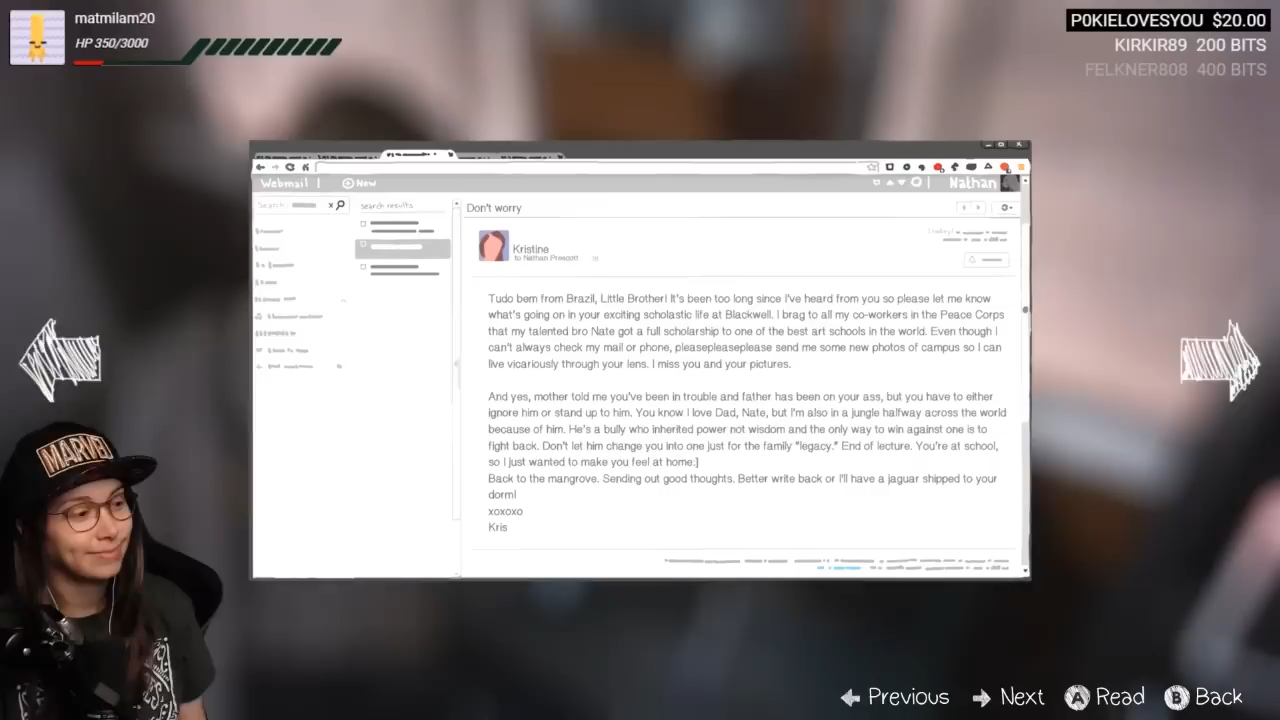 matmilam20
HP 350/3000
P0KIELOVESYOU $20.00
KIRKIR89 200 BITS
FELKNER808 400 BITS
Webmail | New
Nathan
Search:
x
search results
Don't worry
Kristine
to Nathan Prescott
Tudo bem from Brazil, Little Brother! It's been too long since I've heard from you so please let me know
what's going on in your exciting scholastic life at Blackwell. I brag to all my co-workers in the Peace Corps
that my talented bro Nate got a full scholarship to one of the best art schools in the world. Even though I
can't always check my mail or phone, pleasepleaseplease send me some new photos of campus so I can
live vicariously through your lens. I miss you and your pictures.
And yes, mother told me you've been in trouble and father has been on your ass, but you have to either
ignore him or stand up to him. You know I love Dad, Nate, but I'm also in a jungle halfway across the world
because of him. He's a bully who inherited power not wisdom and the only way to win against one is to
fight back. Don't let him change you into one just for the family "legacy." End of lecture. You're at school,
so I just wanted to make you feel at home:]
Back to the mangrove. Sending out good thoughts. Better write back or I'll have a jaguar shipped to your
dorm!
xoxoxo
Kris
MARVEL
Previous
Next
A Read
B Back